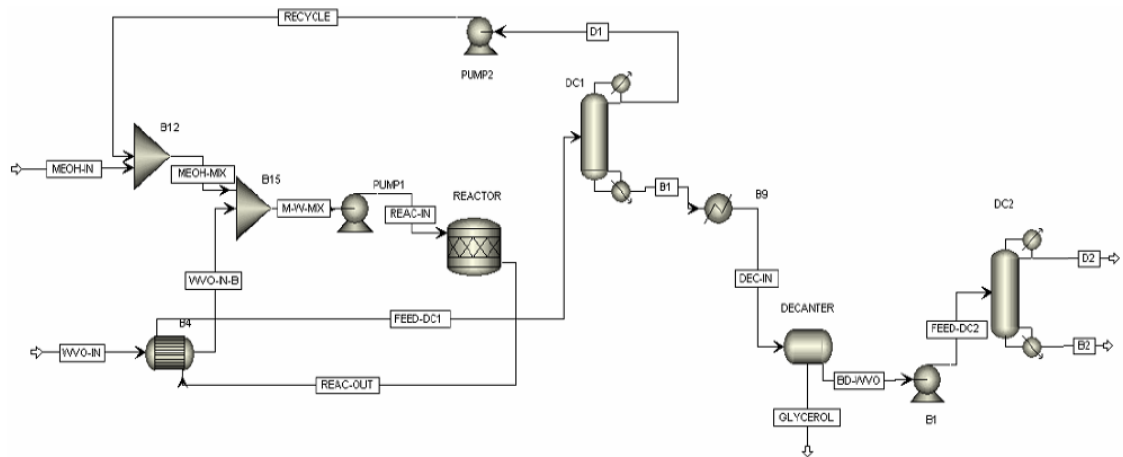 RECYCLE
D1
PUMP2
DC1
B12
MEOH-IN
MEOH-MIX
B15
PUMP1
M-W-MIX
REAC-IN
REACTOR
B1
B9
DC2
WVO-IN-B
D2
DEC-IN
B4
FEED-DC1
DECANTER
FEED-DC2
WVO-IN
B2
REAC-OUT
BD-WVO
GLYCEROL
B1